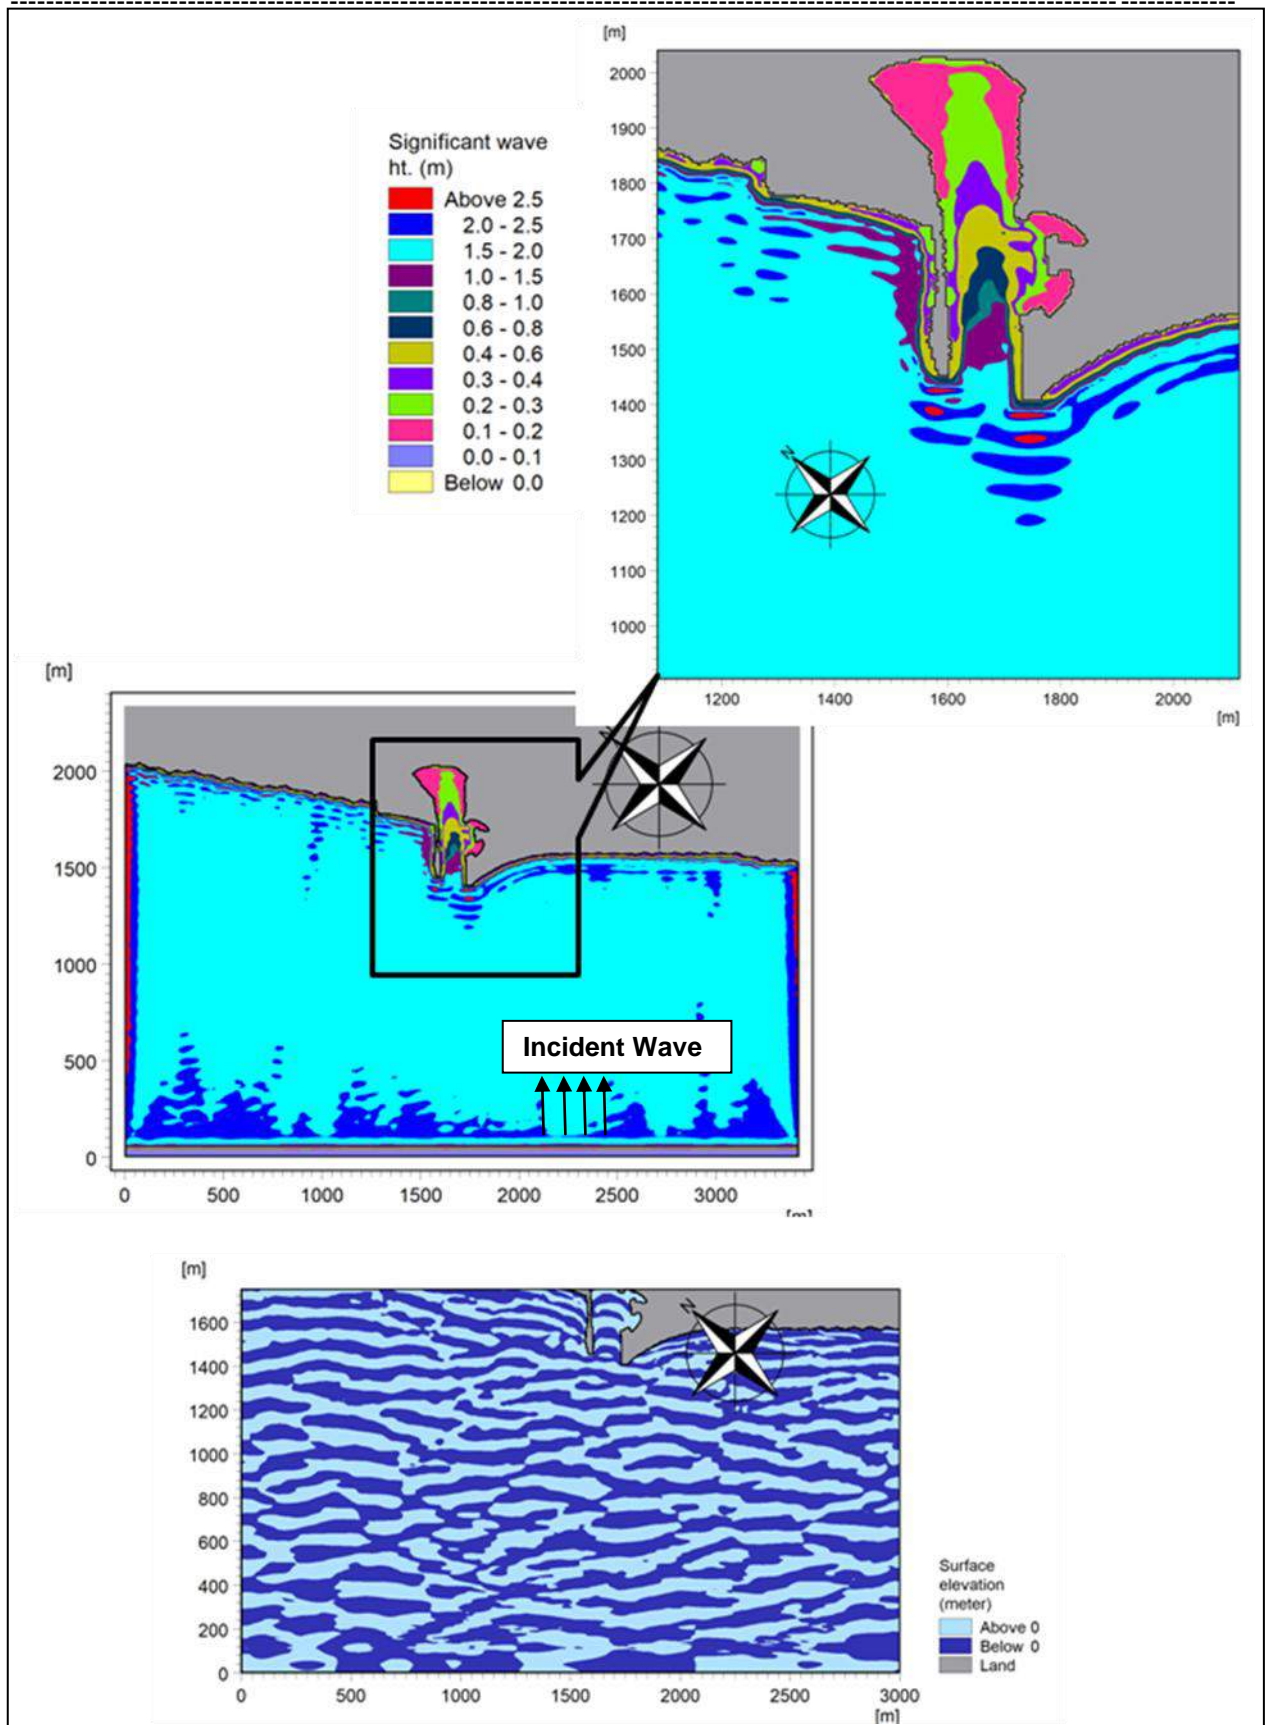 [m]
2000
1900
1800
1700
1600
1500
1400
1300
1200
1100
1000
N
1200 1400 1600 1800 2000
[m]
Significant wave
ht. (m)
Above 2.5
2.0 - 2.5
1.5 - 2.0
1.0 - 1.5
0.8 - 1.0
0.6 - 0.8
0.4 - 0.6
0.3 - 0.4
0.2 - 0.3
0.1 - 0.2
0.0 - 0.1
Below 0.0
[m]
N
2000
1500
1000
500
0
Incident Wave
0 500 1000 1500 2000 2500 3000
[m]
[m]
N
1600
1400
1200
1000
800
600
400
200
0
0 500 1000 1500 2000 2500 3000
[m]
Surface
elevation
(meter)
Above 0
Below 0
Land